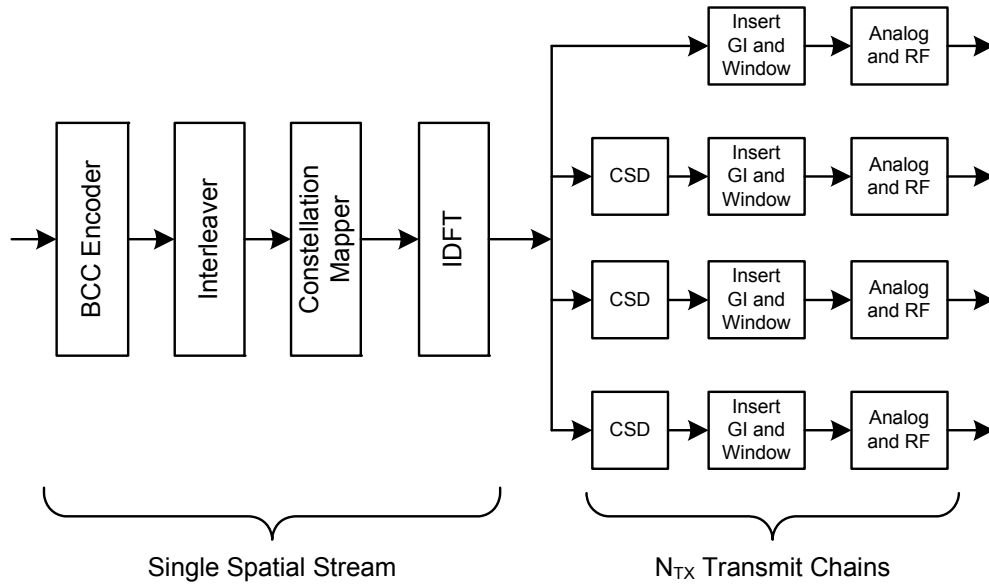 BCC Encoder
Interleaver
Constellation
Mapper
IDFT
Insert
GI and
Window
Analog
and RF
CSD
Insert
GI and
Window
Analog
and RF
CSD
Insert
GI and
Window
Analog
and RF
CSD
Insert
GI and
Window
Analog
and RF
Single Spatial Stream
N_TX Transmit Chains